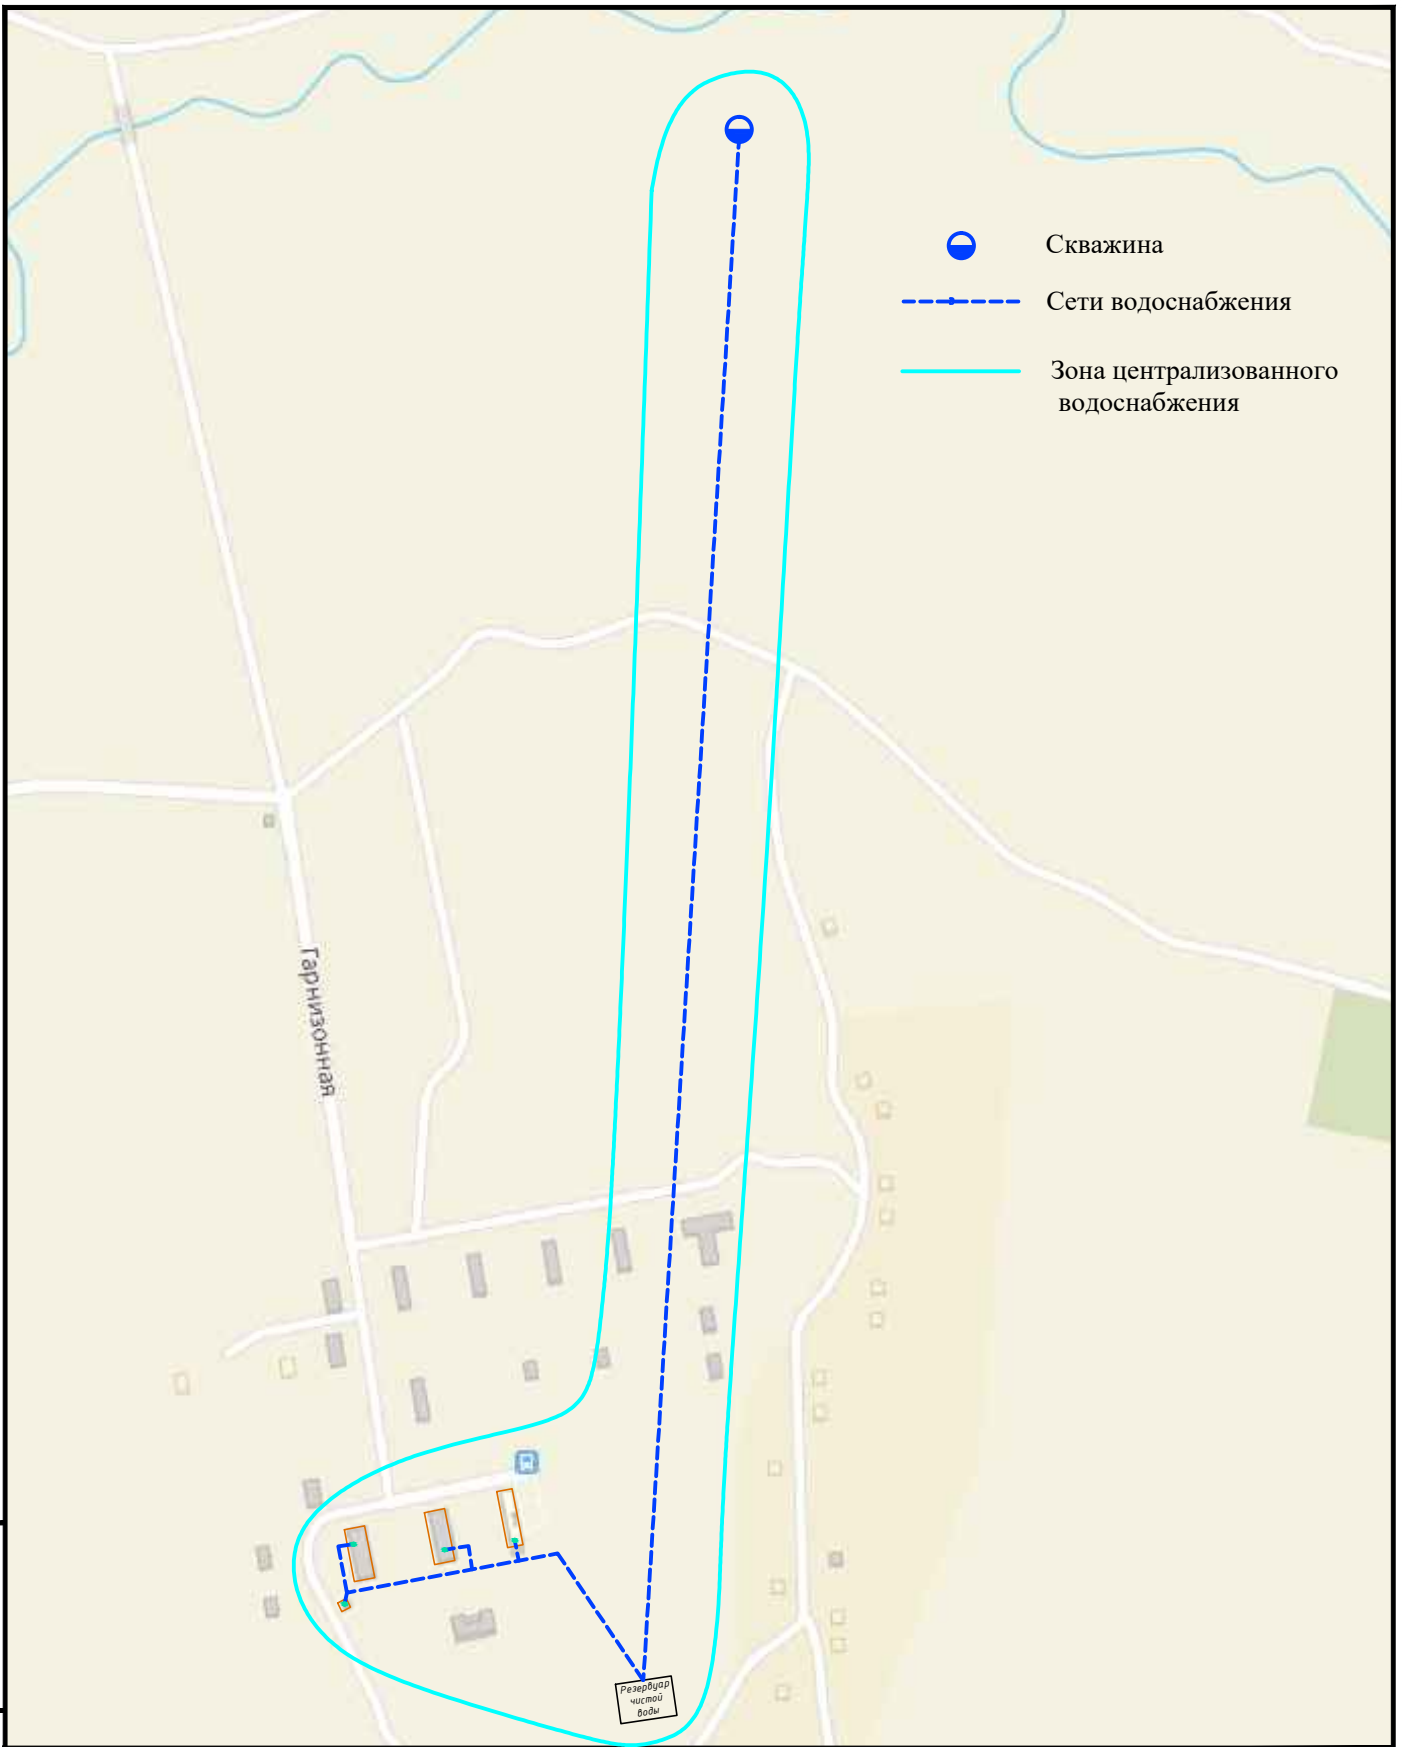 Скважина
Сети водоснабжения
Зона централизованного
водоснабжения
Гарнизонная
Резервуар
чистой
воды